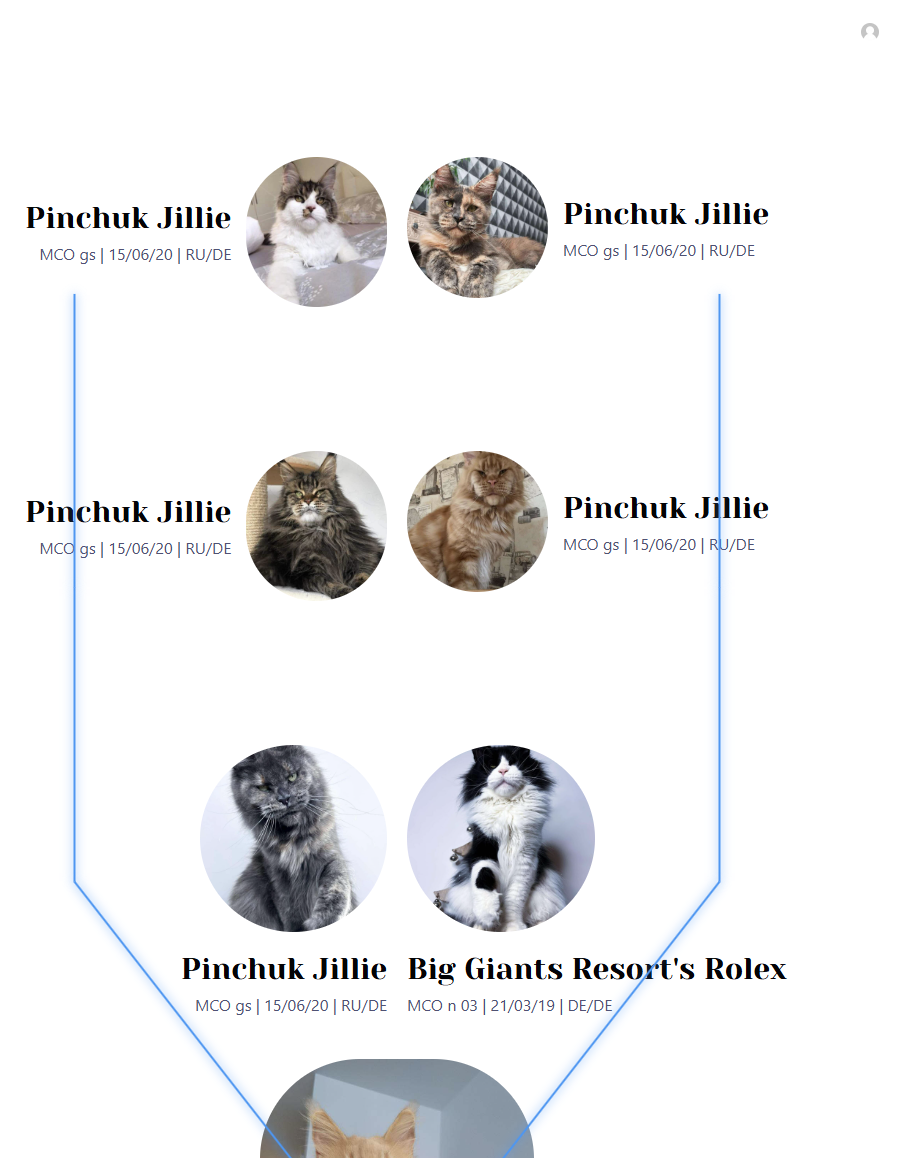 Pinchuk Jillie
MCO gs | 15/06/20 | RU/DE
Pinchuk Jillie
MCO gs | 15/06/20 | RU/DE
Pinchuk Jillie
MCO gs | 15/06/20 | RU/DE
Pinchuk Jillie
MCO gs | 15/06/20 | RU/DE
Pinchuk Jillie
MCO gs | 15/06/20 | RU/DE
Big Giants Resort's Rolex
MCO n 03 | 21/03/19 | DE/DE